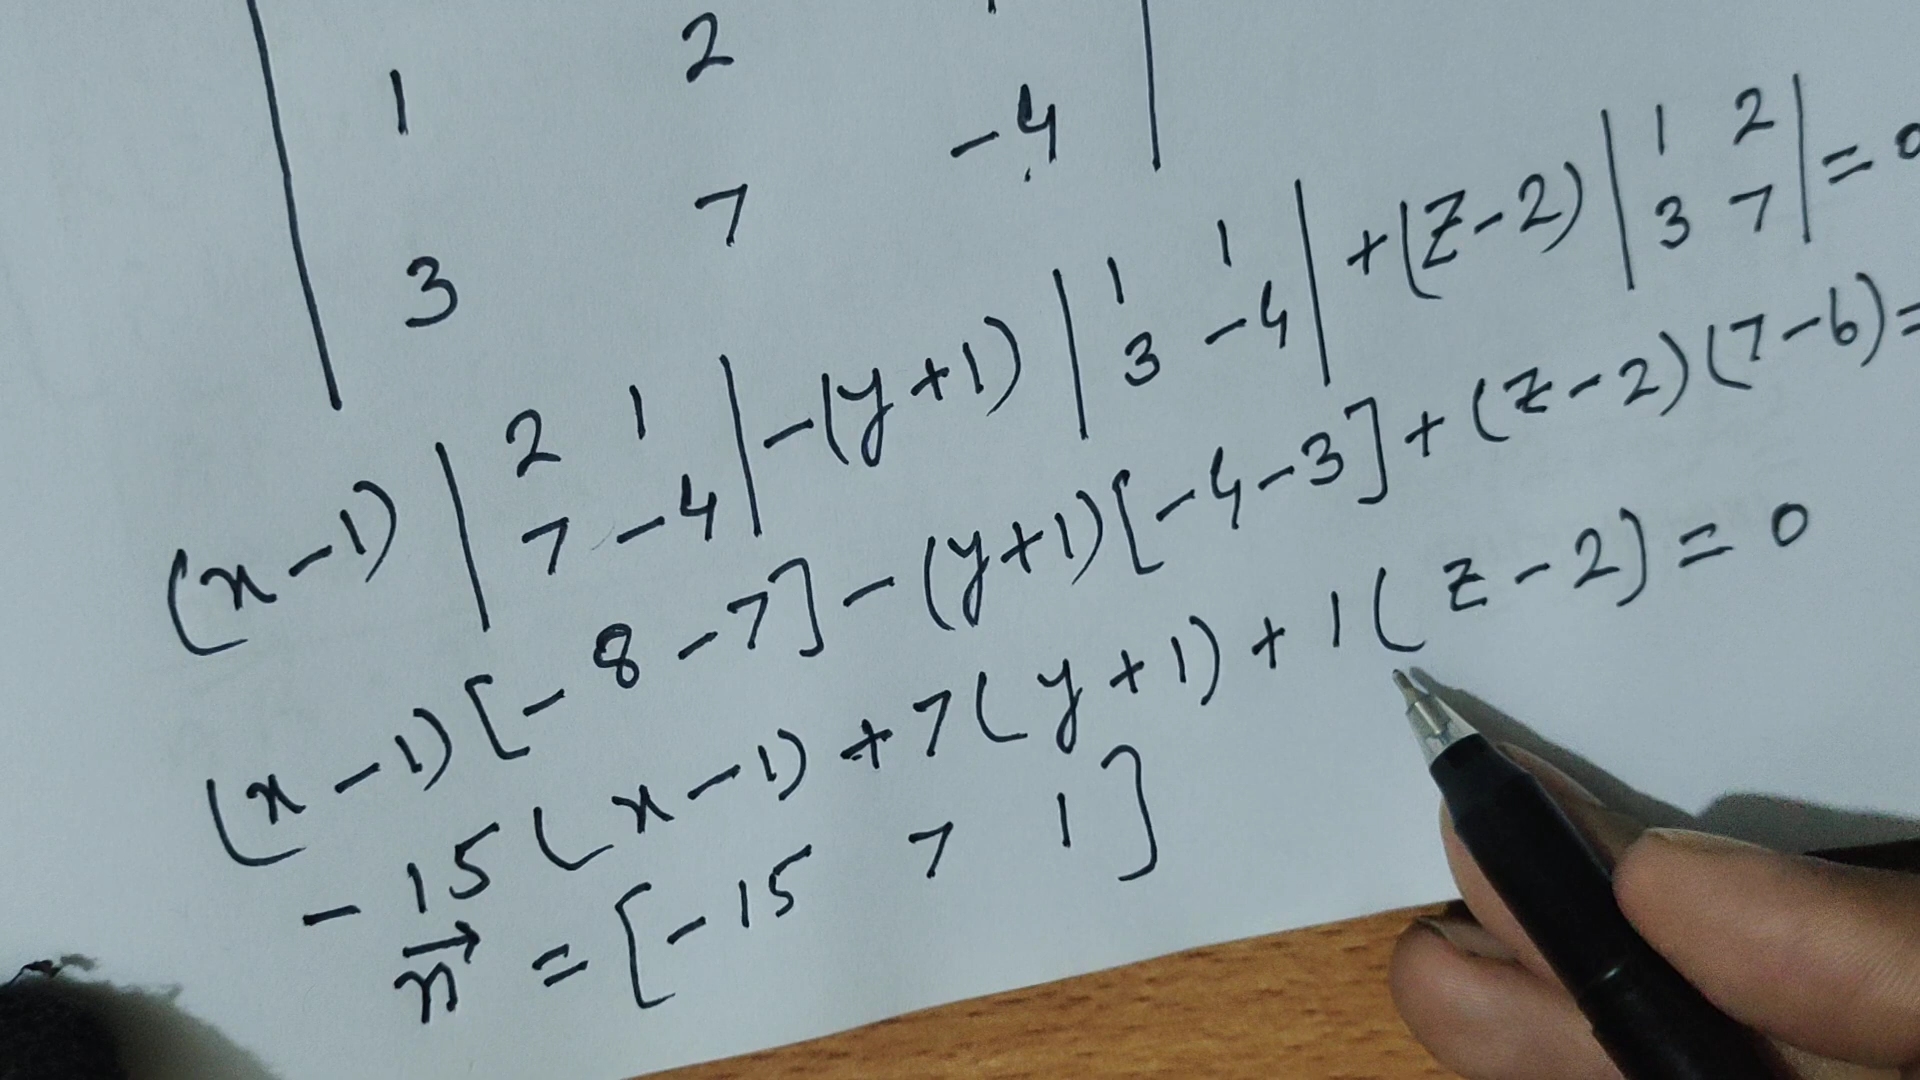 | 1 2 |
| 3 7 -4 |
(x-1) | 2 1 | - (y+1) | 1 1 | + (z-2) | 1 2 | = 0
7 -4 3 -4 3 7
(x-1) [-8-7] - (y+1) [-4-3] + (z-2) (7-6) =
-15 (x-1) + 7 (y+1) + 1 (z-2) = 0
n⃗ = [-15 7 1]